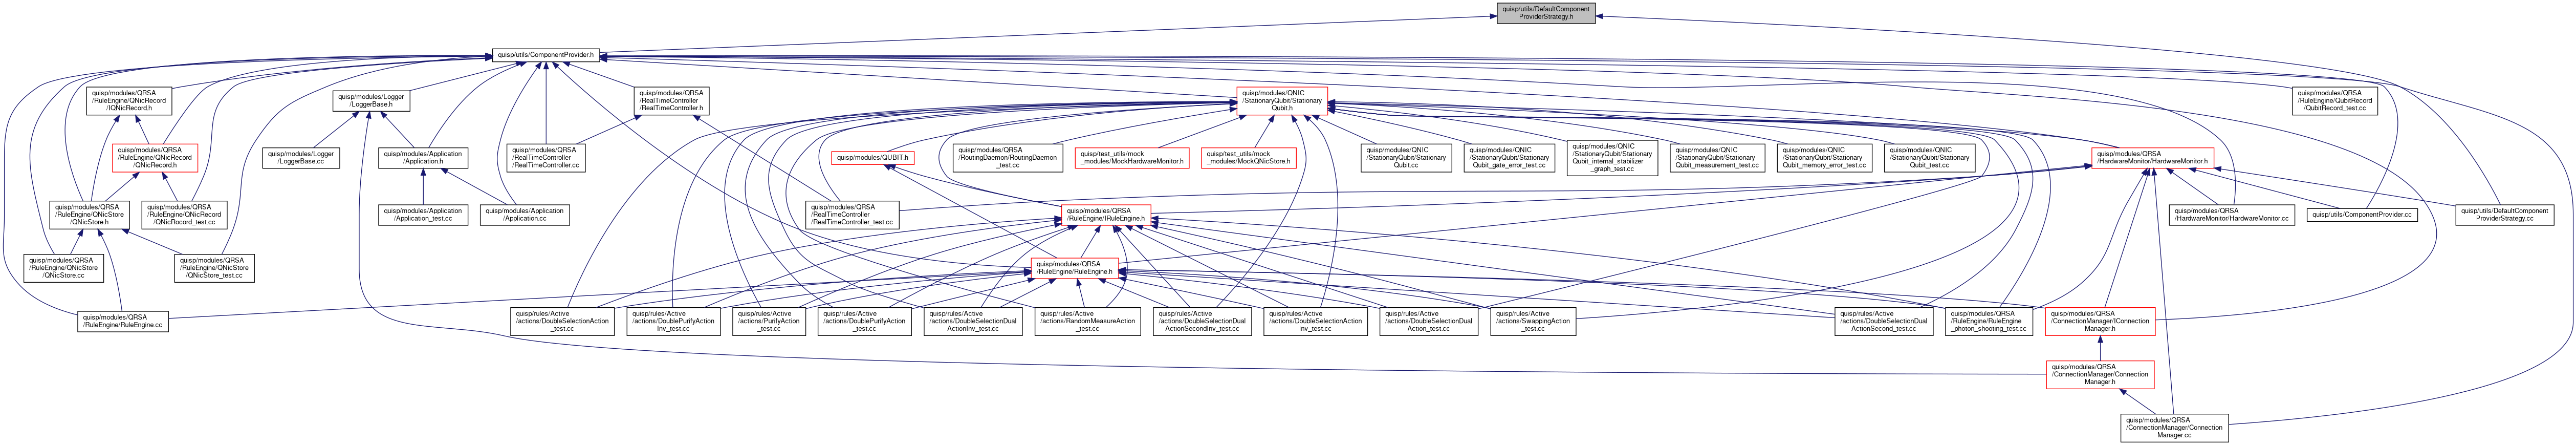 quisp/utils/DefaultComponent
ProviderStrategy.h
quisp/utils/ComponentProvider.h
quisp/modules/QRSA
/RuleEngine/QNicRecord
/IQNicRecord.h
quisp/modules/Logger
/LoggerBase.h
quisp/modules/QRSA
/RealTimeController
/RealTimeController.h
quisp/modules/QNIC
/StationaryQubit/Stationary
Qubit.h
quisp/modules/QRSA
/RuleEngine/QubitRecord
/QubitRecord_test.cc
quisp/modules/QRSA
/RuleEngine/QNicRecord
/QNicRecord.h
quisp/modules/Logger
/LoggerBase.cc
quisp/modules/Application
/Application.h
quisp/modules/QRSA
/RealTimeController
/RealTimeController.cc
quisp/modules/QUBIT.h
quisp/modules/QRSA
/RoutingDaemon/RoutingDaemon
_test.cc
quisp/test_utils/mock
_modules/MockHardwareMonitor.h
quisp/test_utils/mock
_modules/MockQNicStore.h
quisp/modules/QNIC
/StationaryQubit/Stationary
Qubit.cc
quisp/modules/QNIC
/StationaryQubit/Stationary
Qubit_gate_error_test.cc
quisp/modules/QNIC
/StationaryQubit/Stationary
Qubit_internal_stabilizer
_graph_test.cc
quisp/modules/QNIC
/StationaryQubit/Stationary
Qubit_measurement_test.cc
quisp/modules/QNIC
/StationaryQubit/Stationary
Qubit_memory_error_test.cc
quisp/modules/QNIC
/StationaryQubit/Stationary
Qubit_test.cc
quisp/modules/QRSA
/HardwareMonitor/HardwareMonitor.h
quisp/modules/QRSA
/RuleEngine/QNicStore
/QNicStore.h
quisp/modules/QRSA
/RuleEngine/QNicRecord
/QNicRocord_test.cc
quisp/modules/Application
/Application_test.cc
quisp/modules/Application
/Application.cc
quisp/modules/QRSA
/RealTimeController
/RealTimeController_test.cc
quisp/modules/QRSA
/RuleEngine/IRuleEngine.h
quisp/modules/QRSA
/HardwareMonitor/HardwareMonitor.cc
quisp/utils/ComponentProvider.cc
quisp/utils/DefaultComponent
ProviderStrategy.cc
quisp/modules/QRSA
/RuleEngine/QNicStore
/QNicStore.cc
quisp/modules/QRSA
/RuleEngine/QNicStore
/QNicStore_test.cc
quisp/modules/QRSA
/RuleEngine/RuleEngine.h
quisp/modules/QRSA
/RuleEngine/RuleEngine.cc
quisp/rules/Active
/actions/DoubleSelectionAction
_test.cc
quisp/rules/Active
/actions/DoublePurifyAction
Inv_test.cc
quisp/rules/Active
/actions/PurifyAction
_test.cc
quisp/rules/Active
/actions/DoublePurifyAction
_test.cc
quisp/rules/Active
/actions/DoubleSelectionDual
ActionInv_test.cc
quisp/rules/Active
/actions/RandomMeasureAction
_test.cc
quisp/rules/Active
/actions/DoubleSelectionDual
ActionSecondInv_test.cc
quisp/rules/Active
/actions/DoubleSelectionAction
Inv_test.cc
quisp/rules/Active
/actions/DoubleSelectionDual
Action_test.cc
quisp/rules/Active
/actions/SwappingAction
_test.cc
quisp/rules/Active
/actions/DoubleSelectionDual
ActionSecond_test.cc
quisp/modules/QRSA
/RuleEngine/RuleEngine
_photon_shooting_test.cc
quisp/modules/QRSA
/ConnectionManager/IConnection
Manager.h
quisp/modules/QRSA
/ConnectionManager/Connection
Manager.h
quisp/modules/QRSA
/ConnectionManager/Connection
Manager.cc